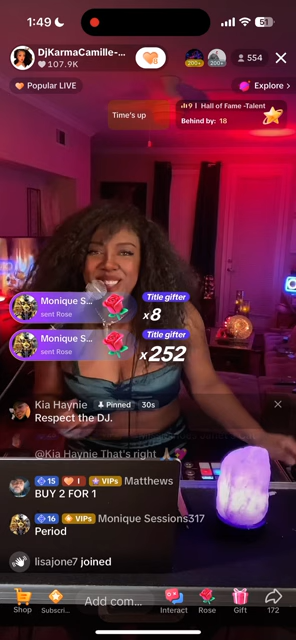 1:49
51
DjKarmaCamille-...
107.9K
200+
200+
554
Popular LIVE
Explore >
Time's up
9 | Hall of Fame -Talent
Behind by: 18
Monique S...
sent Rose
Title gifter
x8
Monique S...
sent Rose
Title gifter
x252
Kia Haynie
Pinned
30s
Respect the DJ.
@Kia Haynie That's right
15
I
VIPs
Matthews
BUY 2 FOR 1
16
VIPs
Monique Sessions317
Period
lisajone7 joined
Shop
Subscri...
Add com...
Interact
Rose
Gift
172